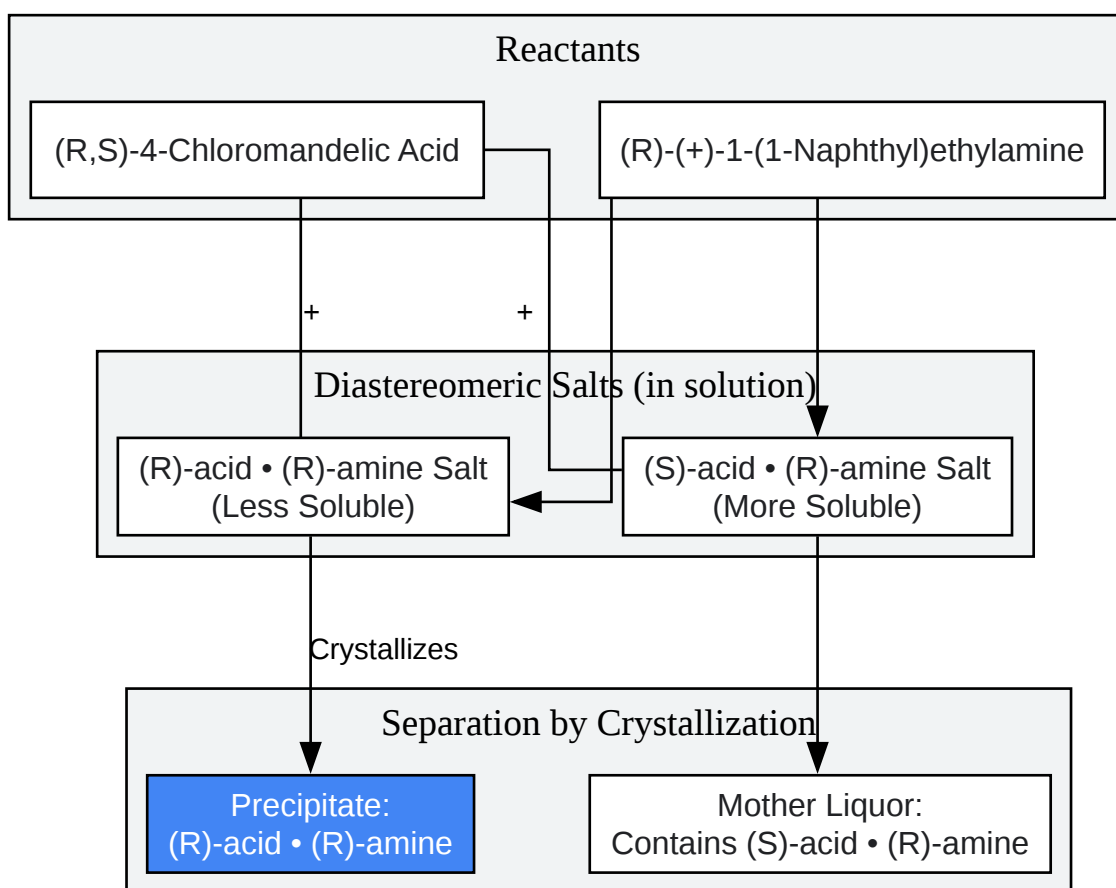 Reactants
(R,S)-4-Chloromandelic Acid
(R)-(+)-1-(1-Naphthyl)ethylamine
+
+
Diastereomeric Salts (in solution)
(R)-acid • (R)-amine Salt
(Less Soluble)
(S)-acid • (R)-amine Salt
(More Soluble)
Crystallizes
Separation by Crystallization
Precipitate:
(R)-acid • (R)-amine
Mother Liquor:
Contains (S)-acid • (R)-amine